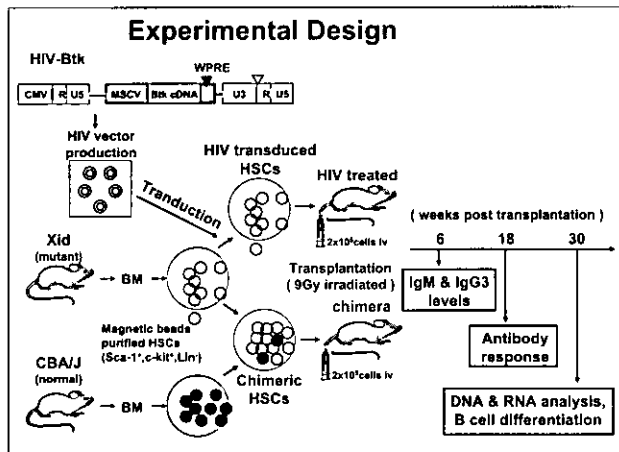 Experimental Design
HIV-Btk
WPRE
CMV R U5 MSCV Btk cDNA U3 R U5
HIV vector
production
HIV transduced
HSCs
HIV treated
Tranduction
2x10⁵cells iv
( weeks post transplantation )
6 18 30
Xid
(mutant)
BM
Transplantation
( 9Gy irradiated )
IgM & IgG3
levels
chimera
Magnetic beads
purified HSCs
(Sca-1⁺,c-kit⁺,Lin⁻)
Antibody
response
CBA/J
(normal)
BM
Chimeric
HSCs
2x10⁵cells iv
DNA & RNA analysis,
B cell differentiation